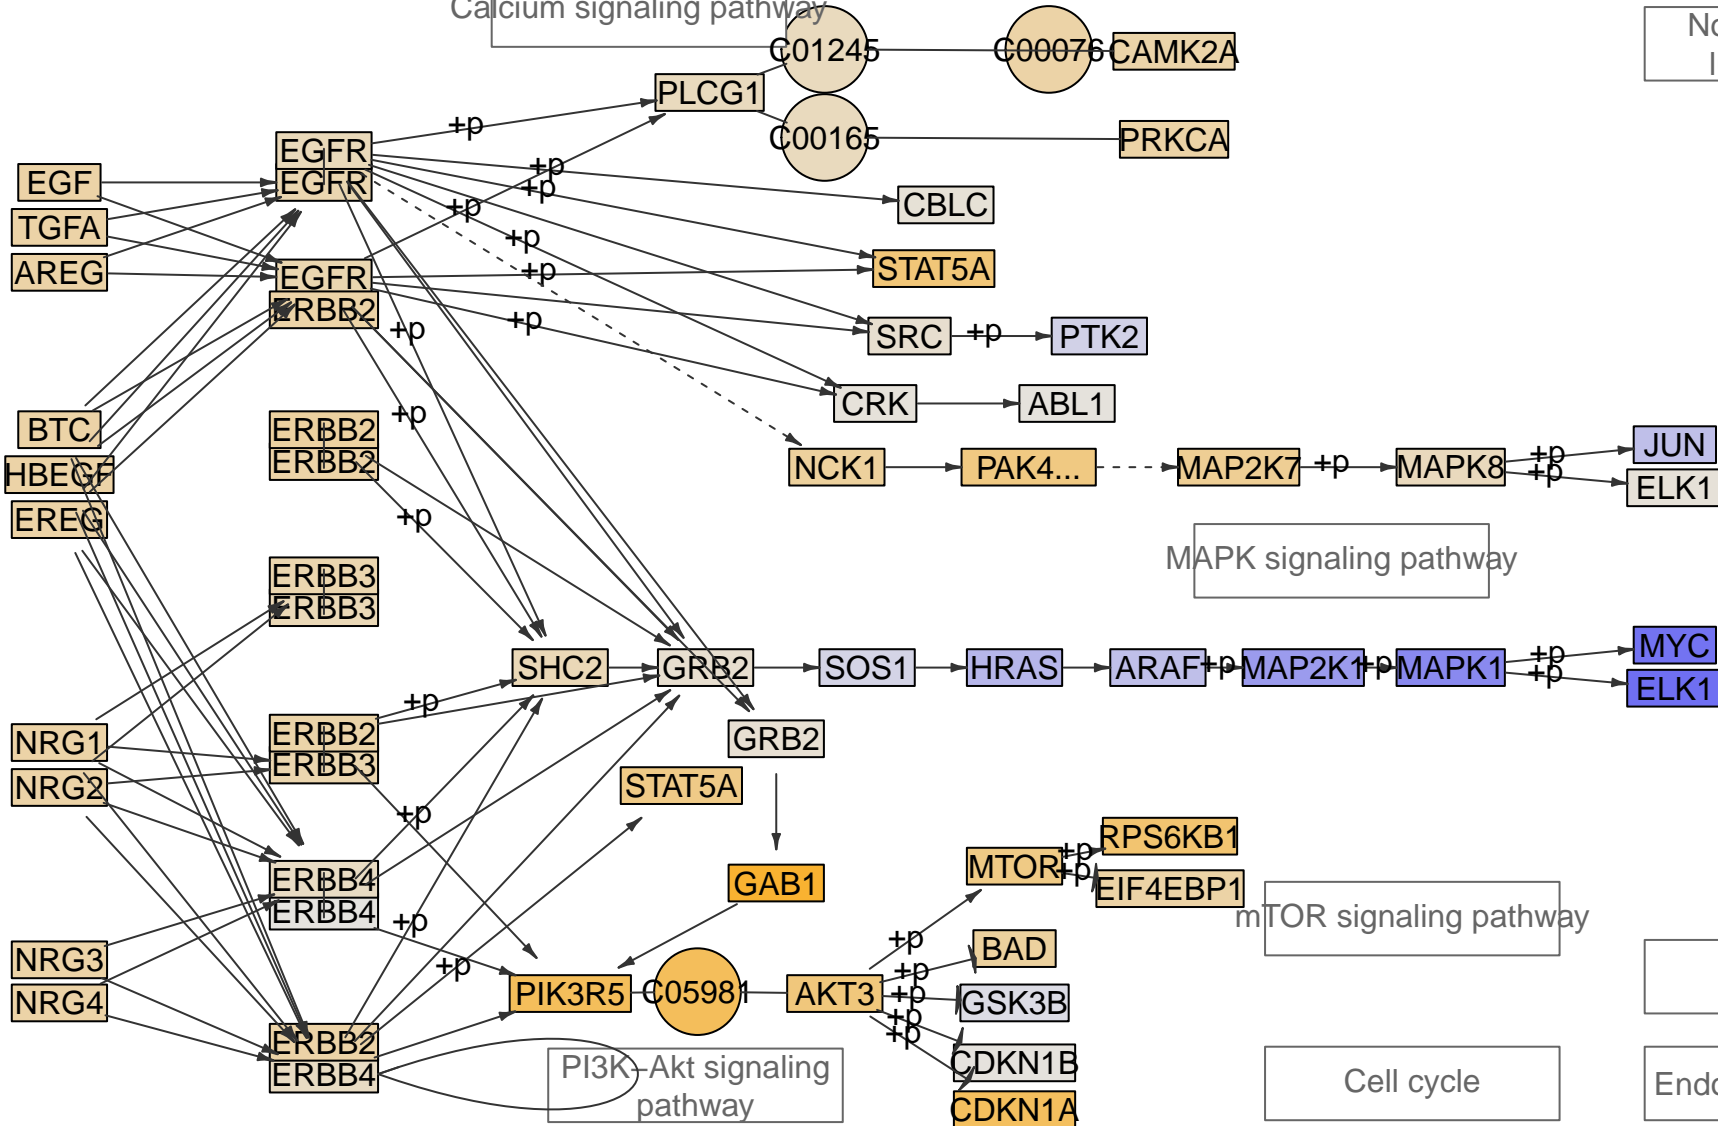 Calcium signaling pathway
C01245
C00076
CAMK2A
No
PLCG1
+p
C00165
PRKCA
EGFR
EGFR
+p
+p
EGF
CBLC
TGFA
+p
+p
AREG
EGFR
+p
STAT5A
ERBB2
+p
+p
SRC
+p
PTK2
CRK
ABL1
+p
BTC
ERBB2
ERBB2
HBEGF
NCK1
PAK4...
MAP2K7
+p
MAPK8
+p
+p
JUN
ELK1
EREG
+p
MAPK signaling pathway
ERBB3
ERBB3
SHC2
GRB2
SOS1
HRAS
ARAF
+p
MAP2K1
+p
MAPK1
+p
+p
MYC
ELK1
+p
NRG1
ERBB2
ERBB3
GRB2
NRG2
STAT5A
+p
RPS6KB1
+p
MTOR
+p
EIF4EBP1
ERBB4
ERBB4
GAB1
mTOR signaling pathway
+p
+p
BAD
NRG3
+p
+p
PIK3R5
C05981
AKT3
+p
GSK3B
NRG4
+p
+p
ERBB2
ERBB4
CDKN1B
PI3K–Akt signaling
pathway
Cell cycle
Endo
CDKN1A